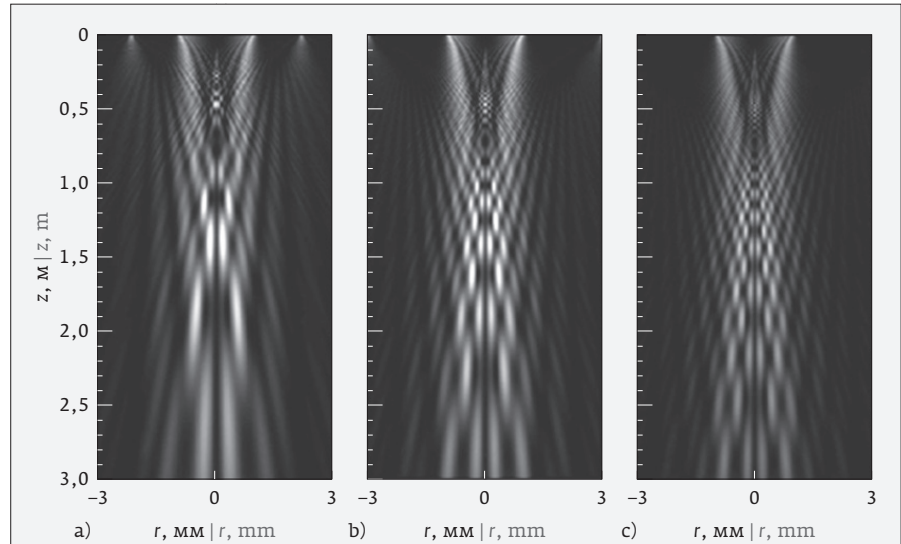 0
0,5
1,0
1,5
2,0
2,5
3,0
z, м | z, m
−3 0 3 −3 0 3 −3 0 3
a) r, мм | r, mm b) r, мм | r, mm c) r, мм | r, mm